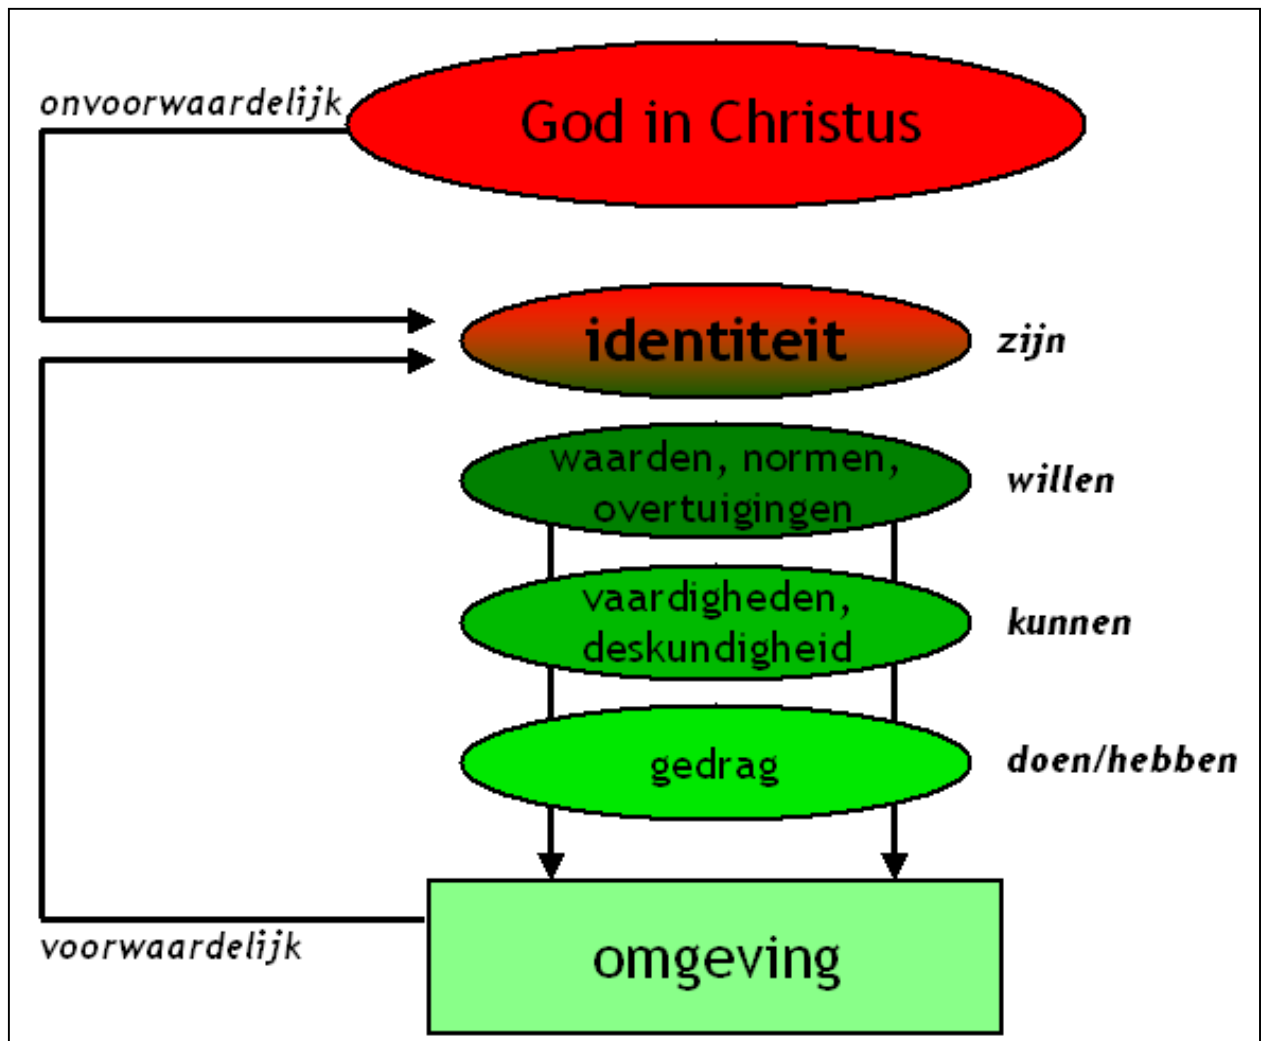 onvoorwaardelijk
God in Christus
identiteit
zijn
waarden, normen,
overtuigingen
willen
vaardigheden,
deskundigheid
kunnen
gedrag
doen/hebben
voorwaardelijk
omgeving